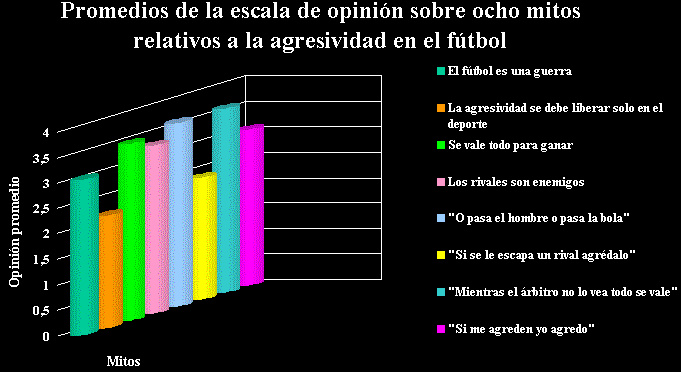 Promedios de la escala de opinión sobre ocho mitos
relativos a la agresividad en el fútbol
4
3,5
3
2,5
2
1,5
1
0,5
0
Opinión promedio
Mitos
El fútbol es una guerra
La agresividad se debe liberar solo en el
deporte
Se vale todo para ganar
Los rivales son enemigos
"O pasa el hombre o pasa la bola"
"Si se le escapa un rival agrédalo"
"Mientras el árbitro no lo vea todo se vale"
"Si me agreden yo agredo"